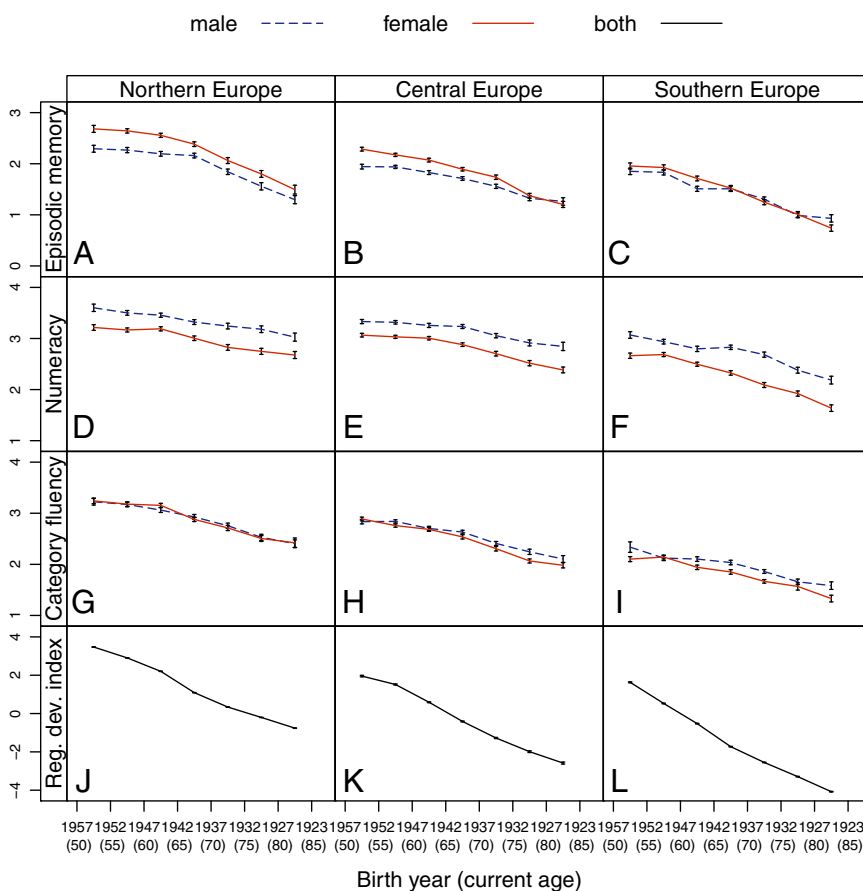 male female both
Northern Europe Central Europe Southern Europe
Episodic memory
3
2
1
0
A B C
Numeracy
4
3
2
1
D E F
Category fluency
4
3
2
1
G H I
Reg. dev. index
4
2
0
−2
−4
J K L
1957 1952 1947 1942 1937 1932 1927 1923 1957 1952 1947 1942 1937 1932 1927 1923 1957 1952 1947 1942 1937 1932 1927 1923
(50) (55) (60) (65) (70) (75) (80) (85) (50) (55) (60) (65) (70) (75) (80) (85) (50) (55) (60) (65) (70) (75) (80) (85)
Birth year (current age)